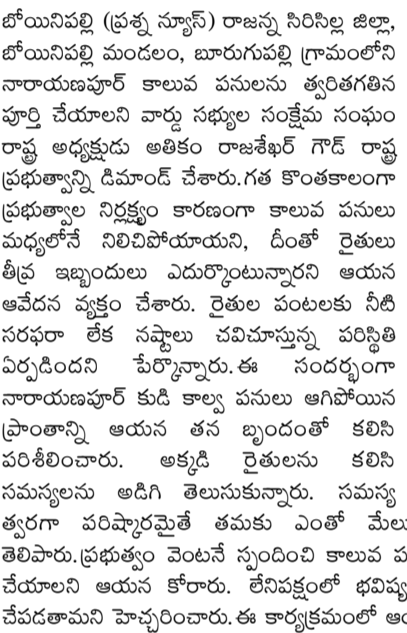 బోయినిపల్లి (ప్రశ్న న్యూస్) రాజన్న సిరిసిల్ల జిల్లా,
బోయినిపల్లి మండలం, బూరుగుపల్లి గ్రామంలోని
నారాయణపూర్ కాలువ పనులను త్వరితగతిన
పూర్తి చేయాలని వార్డు సభ్యుల సంక్షేమ సంఘం
రాష్ట్ర అధ్యక్షుడు అతికం రాజశేఖర్ గౌడ్ రాష్ట్ర
ప్రభుత్వాన్ని డిమాండ్ చేశారు.గత కొంతకాలంగా
ప్రభుత్వాల నిర్లక్ష్యం కారణంగా కాలువ పనులు
మధ్యలోనే నిలిచిపోయాయని, దీంతో రైతులు
తీవ్ర ఇబ్బందులు ఎదుర్కొంటున్నారని ఆయన
ఆవేదన వ్యక్తం చేశారు. రైతుల పంటలకు నీటి
సరఫరా లేక నష్టాలు చవిచూస్తున్న పరిస్థితి
ఏర్పడిందని పేర్కొన్నారు.ఈ సందర్భంగా
నారాయణపూర్ కుడి కాల్వ పనులు ఆగిపోయిన
ప్రాంతాన్ని ఆయన తన బృందంతో కలిసి
పరిశీలించారు. అక్కడి రైతులను కలిసి
సమస్యలను అడిగి తెలుసుకున్నారు. సమస్య
త్వరగా పరిష్కారమైతే తమకు ఎంతో
తెలిపారు.ప్రభుత్వం వెంటనే స్పందించి కాలువ
చేయాలని ఆయన కోరారు. లేనిపక్షంలో
చేపడతామని హెచ్చరించారు.ఈ కార్యక్రమంలో